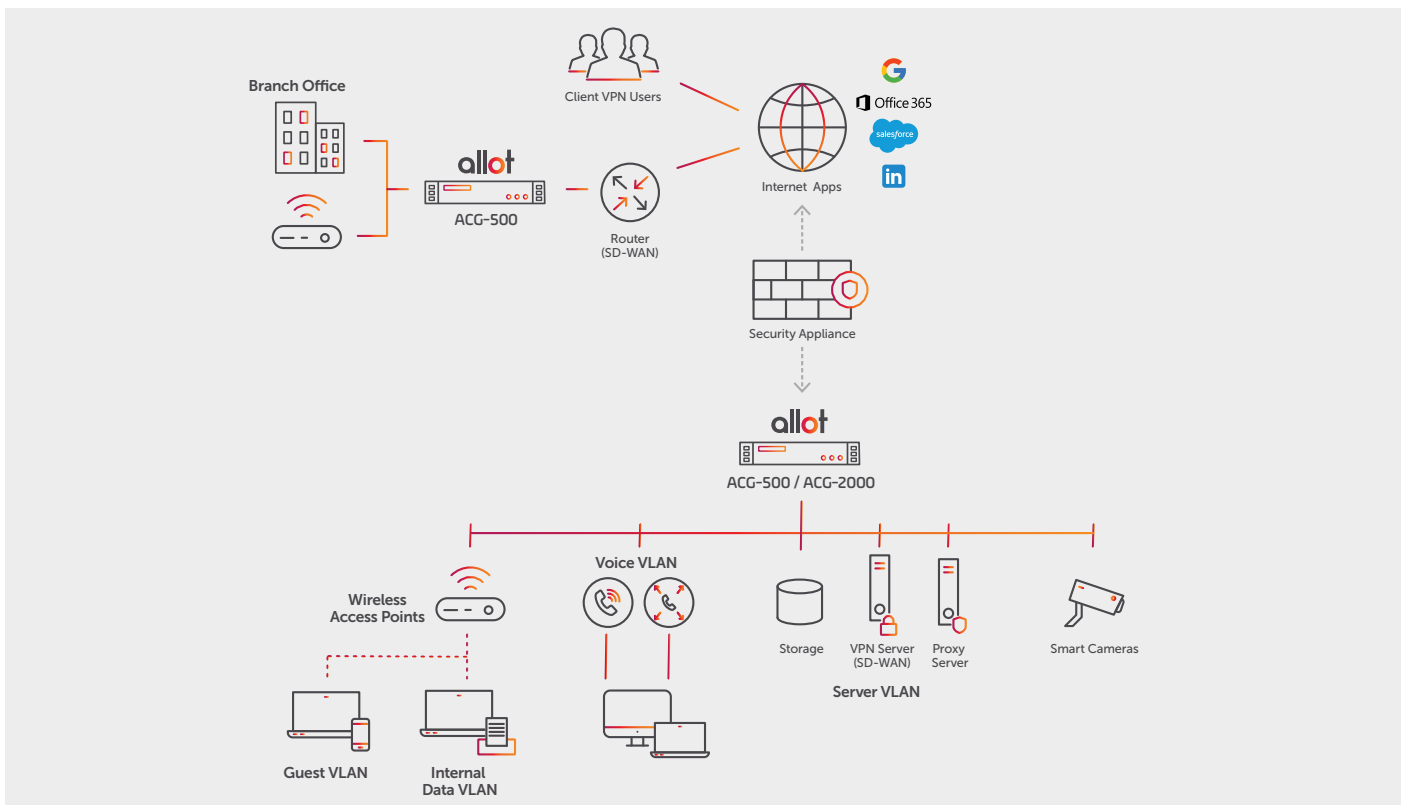 Branch Office
Client VPN Users
Office 365
salesforce
in
Internet Apps
allot
ACG-500
Router
(SD-WAN)
Security Appliance
allot
ACG-500 / ACG-2000
Voice VLAN
Wireless
Access Points
Storage
VPN Server
(SD-WAN)
Proxy
Server
Smart Cameras
Server VLAN
Guest VLAN
Internal
Data VLAN